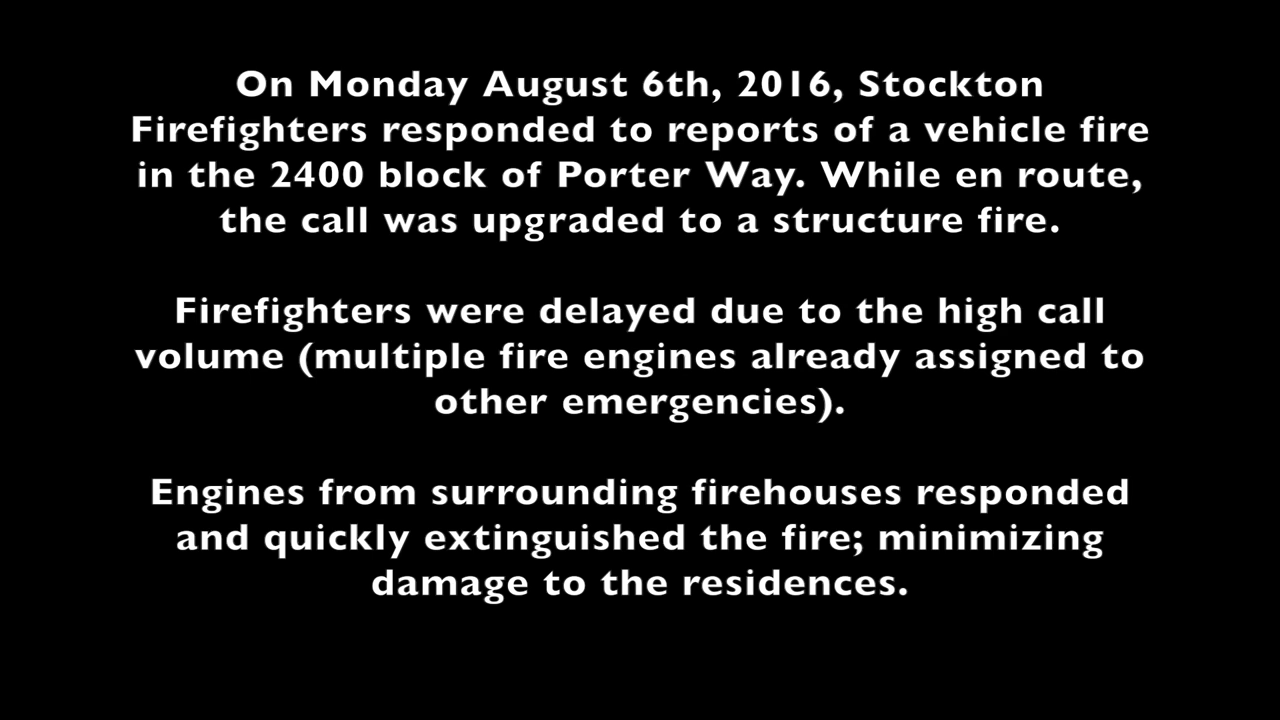 On Monday August 6th, 2016, Stockton
Firefighters responded to reports of a vehicle fire
in the 2400 block of Porter Way. While en route,
the call was upgraded to a structure fire.
Firefighters were delayed due to the high call
volume (multiple fire engines already assigned to
other emergencies).
Engines from surrounding firehouses responded
and quickly extinguished the fire; minimizing
damage to the residences.